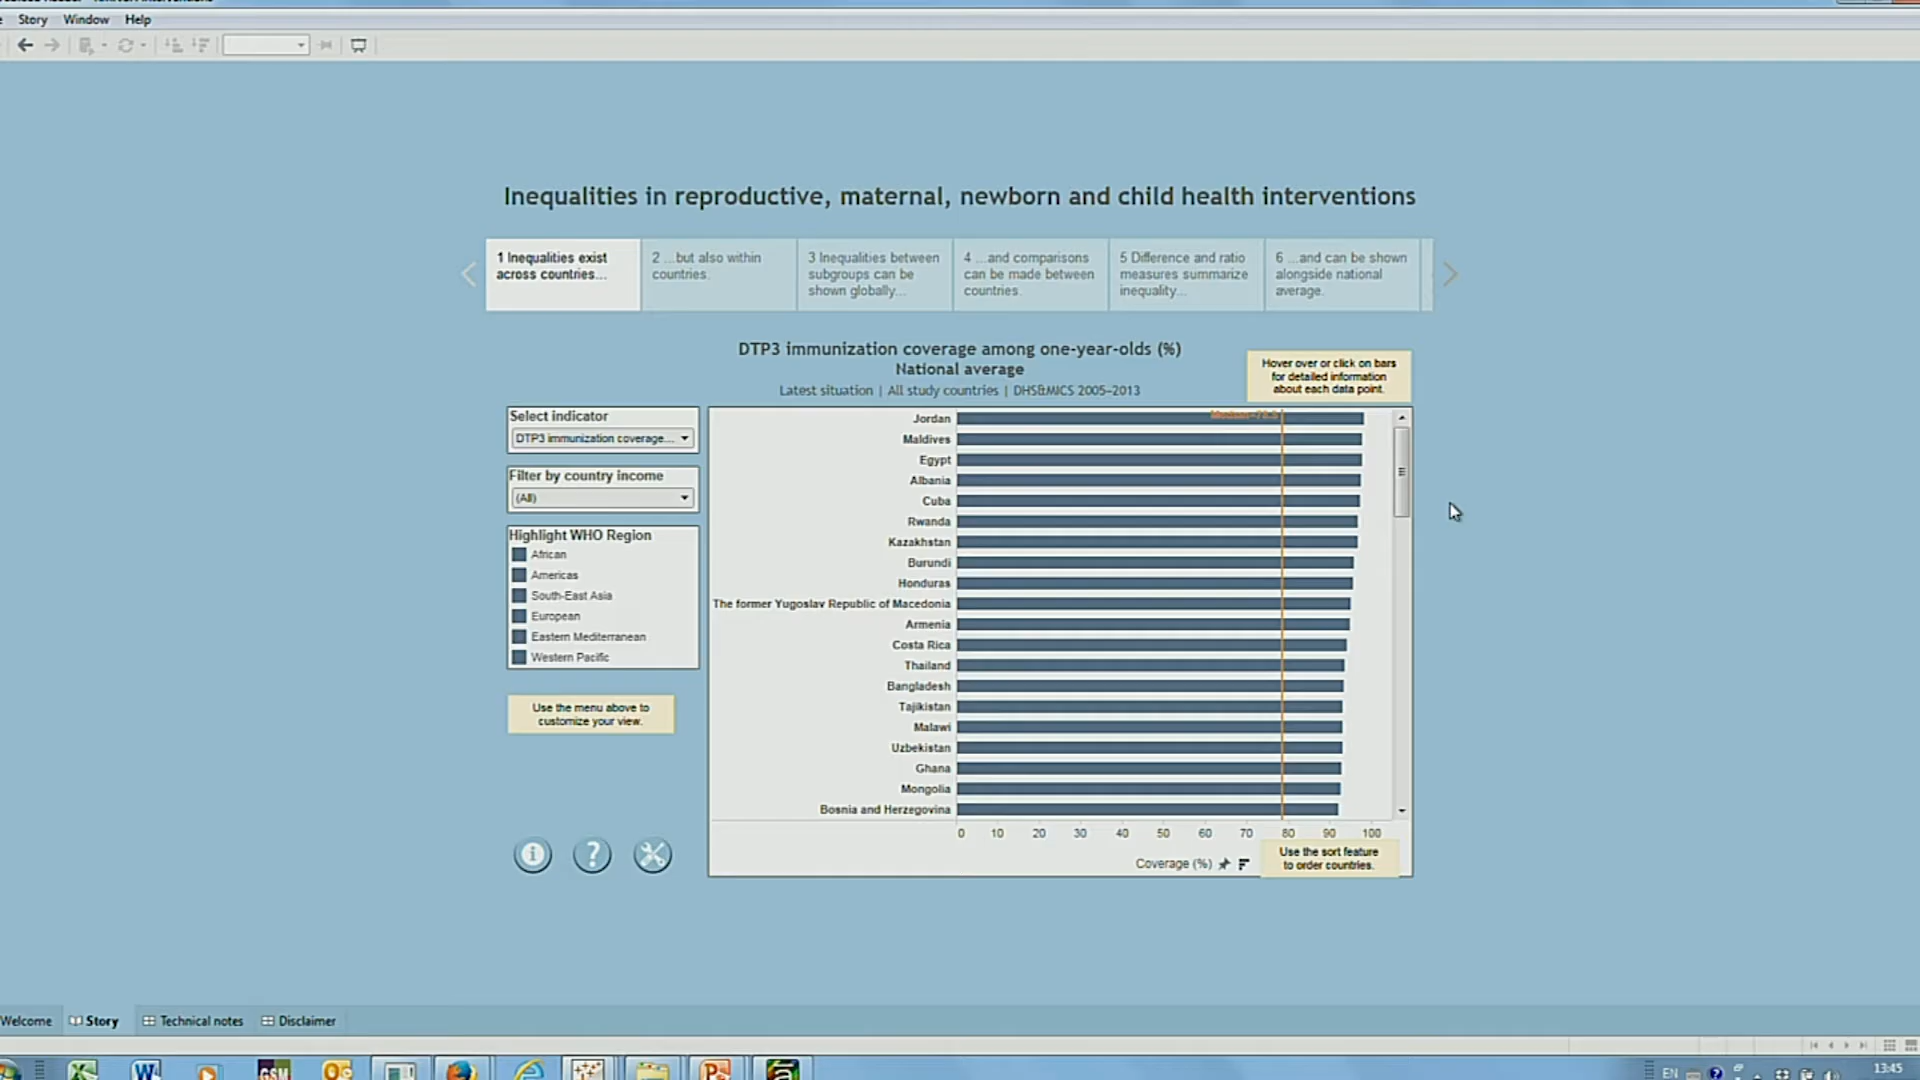 Story Window Help
Inequalities in reproductive, maternal, newborn and child health interventions
1 Inequalities exist
across countries...
2 ...but also within
countries.
3 Inequalities between
subgroups can be
shown globally...
4 ...and comparisons
can be made between
countries.
5 Difference and ratio
measures summarize
inequality...
6 ...and can be shown
alongside national
average.
DTP3 immunization coverage among one-year-olds (%)
National average
Latest situation | All study countries | DHS&MICS 2005–2013
Hover over or click on bars
for detailed information
about each data point.
Select indicator
DTP3 immunization coverage...
Filter by country income
(All)
Highlight WHO Region
African
Americas
South-East Asia
European
Eastern Mediterranean
Western Pacific
Use the menu above to
customize your view.
Jordan
Maldives
Egypt
Albania
Cuba
Rwanda
Kazakhstan
Burundi
Honduras
The former Yugoslav Republic of Macedonia
Armenia
Costa Rica
Thailand
Bangladesh
Tajikistan
Malawi
Uzbekistan
Ghana
Mongolia
Bosnia and Herzegovina
0 10 20 30 40 50 60 70 80 90 100
Coverage (%)
Use the sort feature
to order countries.
Welcome Story Technical notes Disclaimer
GSM
EN
13:45